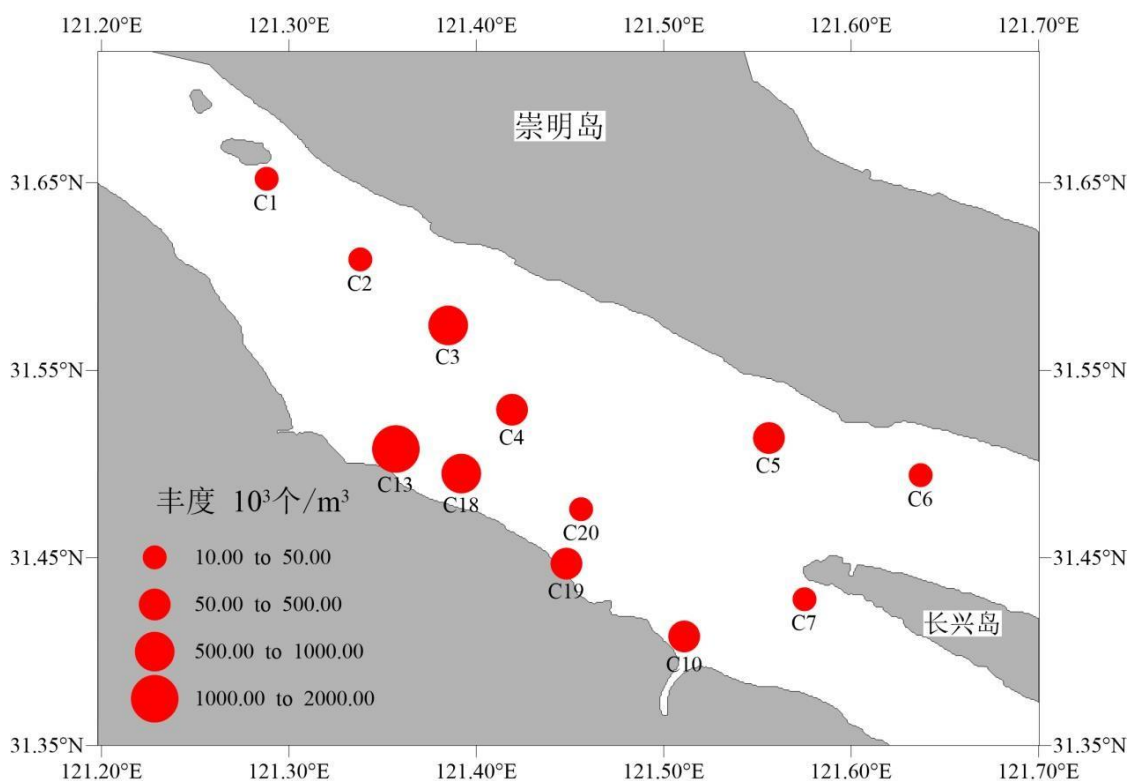 121.20°E 121.30°E 121.40°E 121.50°E 121.60°E 121.70°E
崇明岛
31.65°N 31.65°N
C1
C2
C3
31.55°N 31.55°N
C4
C5
C13
C18
C6
丰度 10³个/m³
C20
10.00 to 50.00
31.45°N 31.45°N
C19
50.00 to 500.00
C7
长兴岛
500.00 to 1000.00
C10
1000.00 to 2000.00
31.35°N 31.35°N
121.20°E 121.30°E 121.40°E 121.50°E 121.60°E 121.70°E